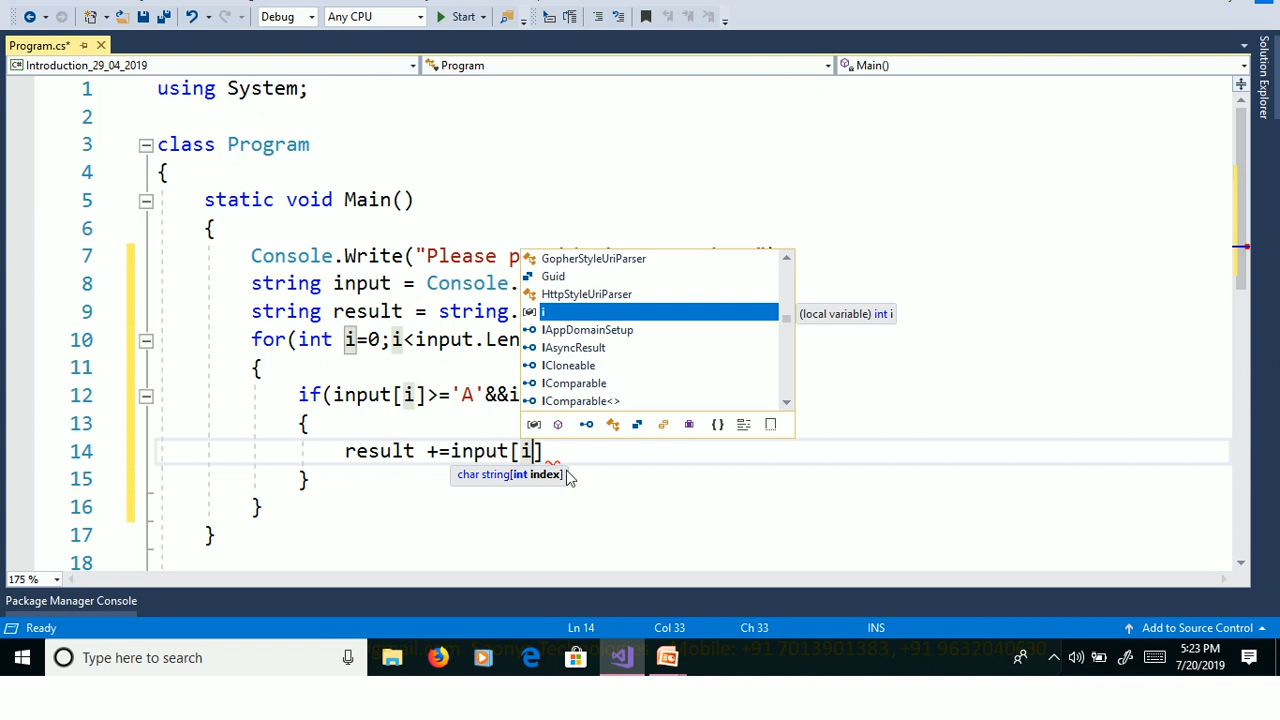 Debug Any CPU Start
Program.cs*
Introduction_29_04_2019 Program Main()
Solution Explorer
1 using System;
2
3 class Program
4 {
5 static void Main()
6 {
7 Console.Write("Please p
8 string input = Console.
9 string result = string.
10 for(int i=0;i<input.Len
11 {
12 if(input[i]>='A'&&i
13 {
14 result +=input[i]
15 }
16 }
17 }
18
GopherStyleUriParser
Guid
HttpStyleUriParser
i
(local variable) int i
IAppDomainSetup
IAsyncResult
ICloneable
IComparable
IComparable<>
char string[int index]
175 %
Package Manager Console
Ready Ln 14 Col 33 Ch 33 INS Add to Source Control
Type here to search
Mobile: +91 7013901383, +91 9632040030
5:23 PM
7/20/2019